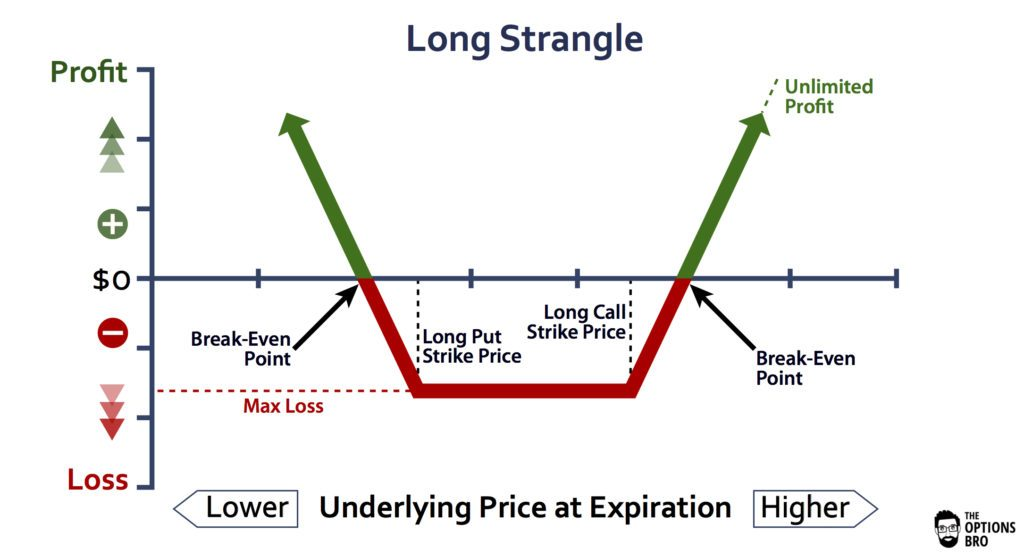 Long Strangle
Profit
Unlimited
Profit
$0
Break-Even
Point
Long Put
Strike Price
Long Call
Strike Price
Break-Even
Point
Max Loss
Loss
Lower
Underlying Price at Expiration
Higher
THE
OPTIONS
BRO